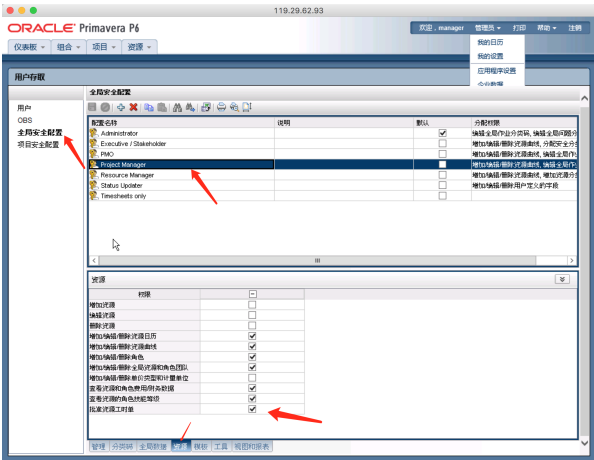 119.29.62.93
ORACLE Primavera P6
欢迎, manager 管理员 打印 帮助 注销
仪表板 组合 项目 资源
我的日历
我的设置
应用程序设置
企业数据
用户存取
全局安全配置
用户
OBS
全局安全配置
项目安全配置
配置名称 说明 默认 分配权限
Administrator 编辑全局作业分类码, 编辑全局问题分
Executive / Stakeholder 增加/编辑/删除资源曲线, 分配安全分
PMO 增加/编辑/删除资源曲线, 编辑全局作
Project Manager 增加/编辑/删除资源曲线, 编辑全局作
Resource Manager 增加/编辑/删除资源曲线, 增加资源分
Status Updater 增加/编辑/删除用户定义的字段
Timesheets only
资源
权限
增加资源
编辑资源
删除资源
增加/编辑/删除资源日历
增加/编辑/删除资源曲线
增加/编辑/删除角色
增加/编辑/删除全局资源和角色团队
增加/编辑/删除单价类型和计量单位
查看资源和角色费用/财务数据
查看资源的角色技能等级
批准资源工时单
管理 分类码 全局数据 资源 模板 工具 视图和报表